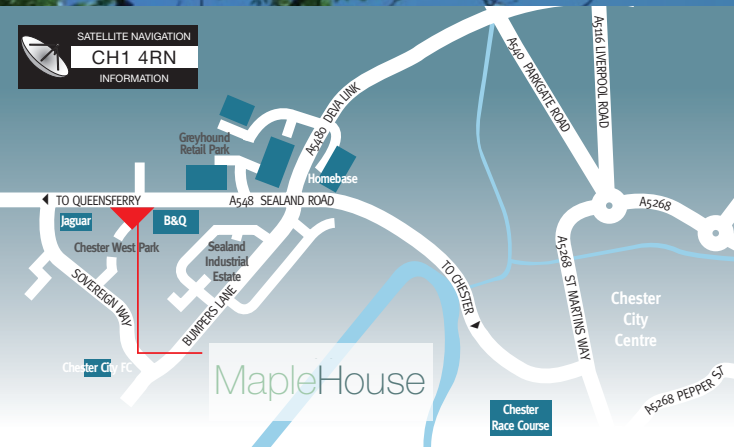 SATELLITE NAVIGATION
CH1 4RN
INFORMATION
A5116 LIVERPOOL ROAD
A540 PARKGATE ROAD
A5480 DEVA LINK
Greyhound
Retail Park
Homebase
TO QUEENSFERRY
A548 SEALAND ROAD
A5268
Jaguar
B&Q
Chester West Park
Sealand
Industrial
Estate
SOVEREIGN WAY
BUMPERS LANE
TO CHESTER
A5268 ST MARTINS WAY
Chester
City
Centre
Chester City FC
MapleHouse
A5268 PEPPER ST
Chester
Race Course